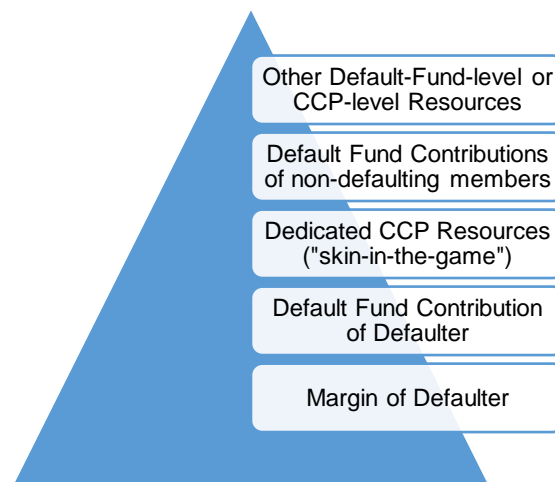 Other Default-Fund-level or
CCP-level Resources
Default Fund Contributions
of non-defaulting members
Dedicated CCP Resources
("skin-in-the-game")
Default Fund Contribution
of Defaulter
Margin of Defaulter